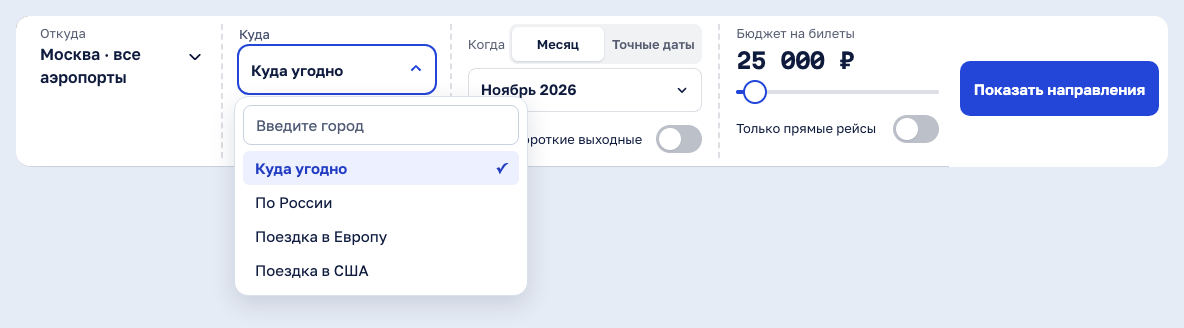 Откуда
Москва · все
аэропорты
Куда
Куда угодно
Введите город
Куда угодно
По России
Поездка в Европу
Поездка в США
Когда
Месяц
Точные даты
Ноябрь 2026
выходные
Бюджет на билеты
25 000 ₽
Только прямые рейсы
Показать направления